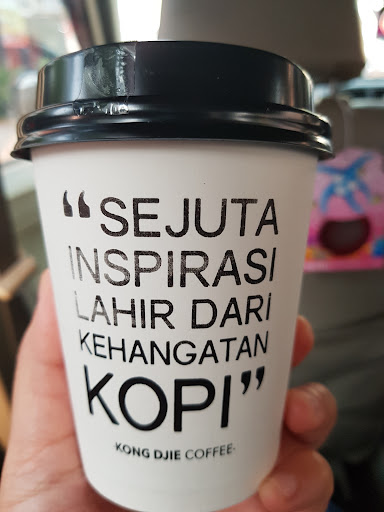 “SEJUTA
INSPIRASI
LAHIR DARI
KEHANGATAN
KOPI”
·KONG DJIE COFFEE·